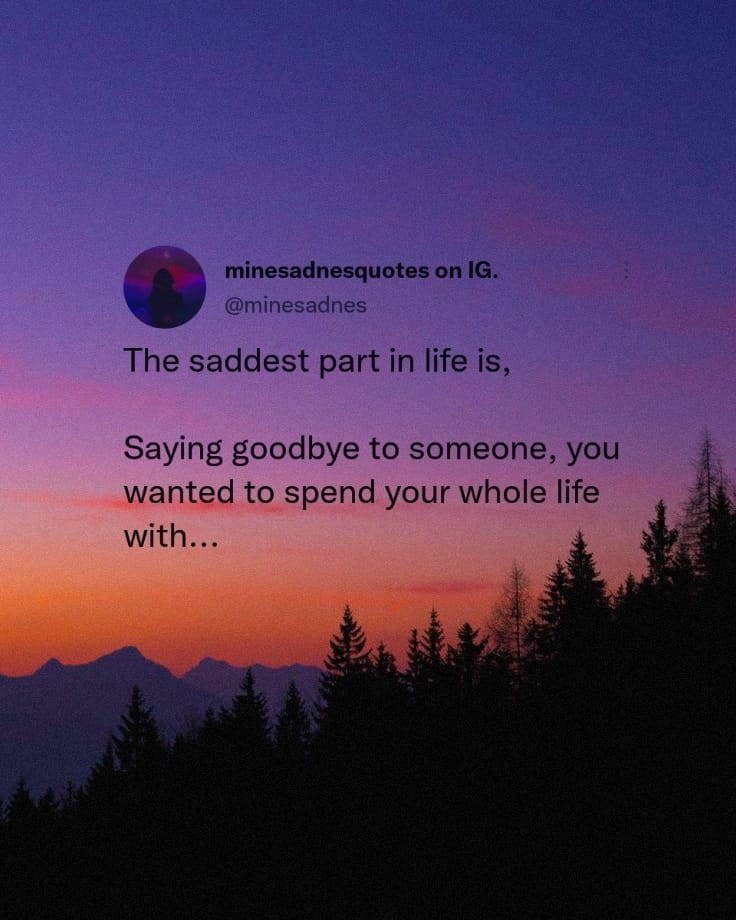 minesadnesquotes on IG.
@minesadnes
The saddest part in life is,
Saying goodbye to someone, you
wanted to spend your whole life
with...